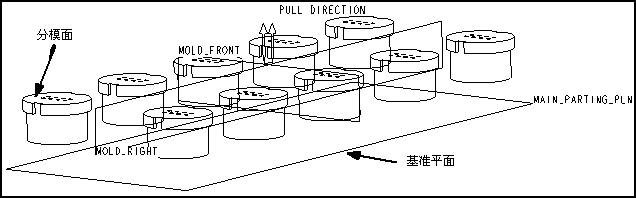 PULL DIRECTION
分模面
MOLD_FRONT
MAIN_PARTING_PLN
MOLD_RIGHT
基准平面